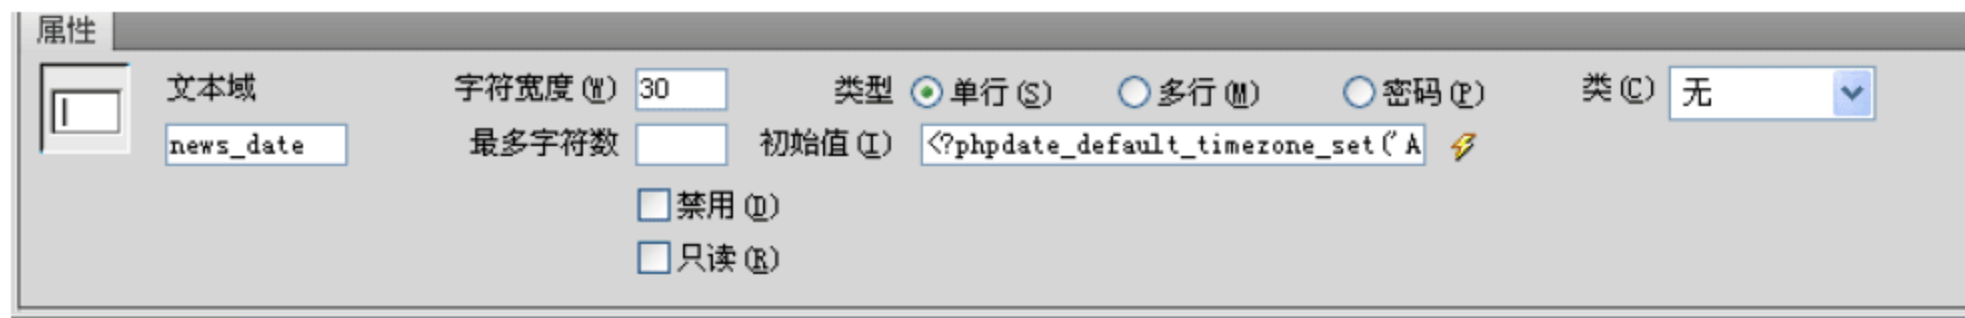 属性
文本域 字符宽度(W) 30 类型 单行(S) 多行(M) 密码(P) 类(C) 无
news_date 最多字符数 初始值(I) <?phpdate_default_timezone_set('A
禁用(D)
只读(R)